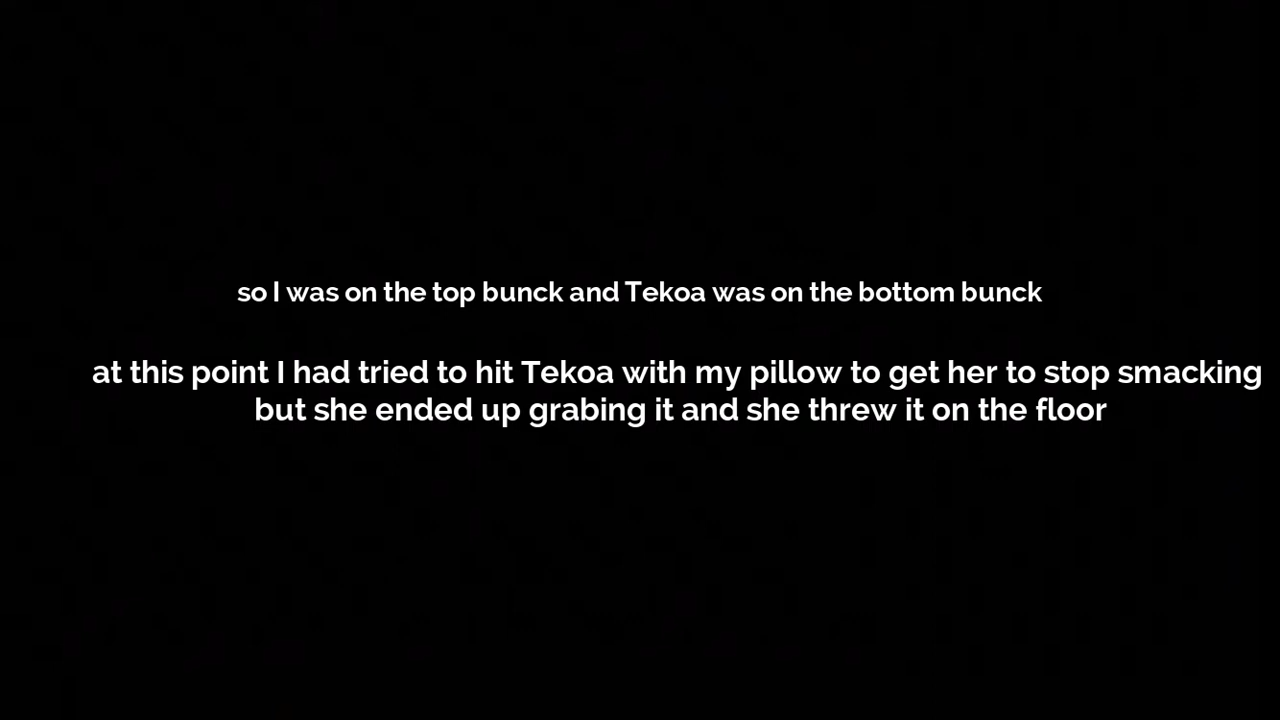 so I was on the top bunck and Tekoa was on the bottom bunck
at this point I had tried to hit Tekoa with my pillow to get her to stop smacking
but she ended up grabing it and she threw it on the floor